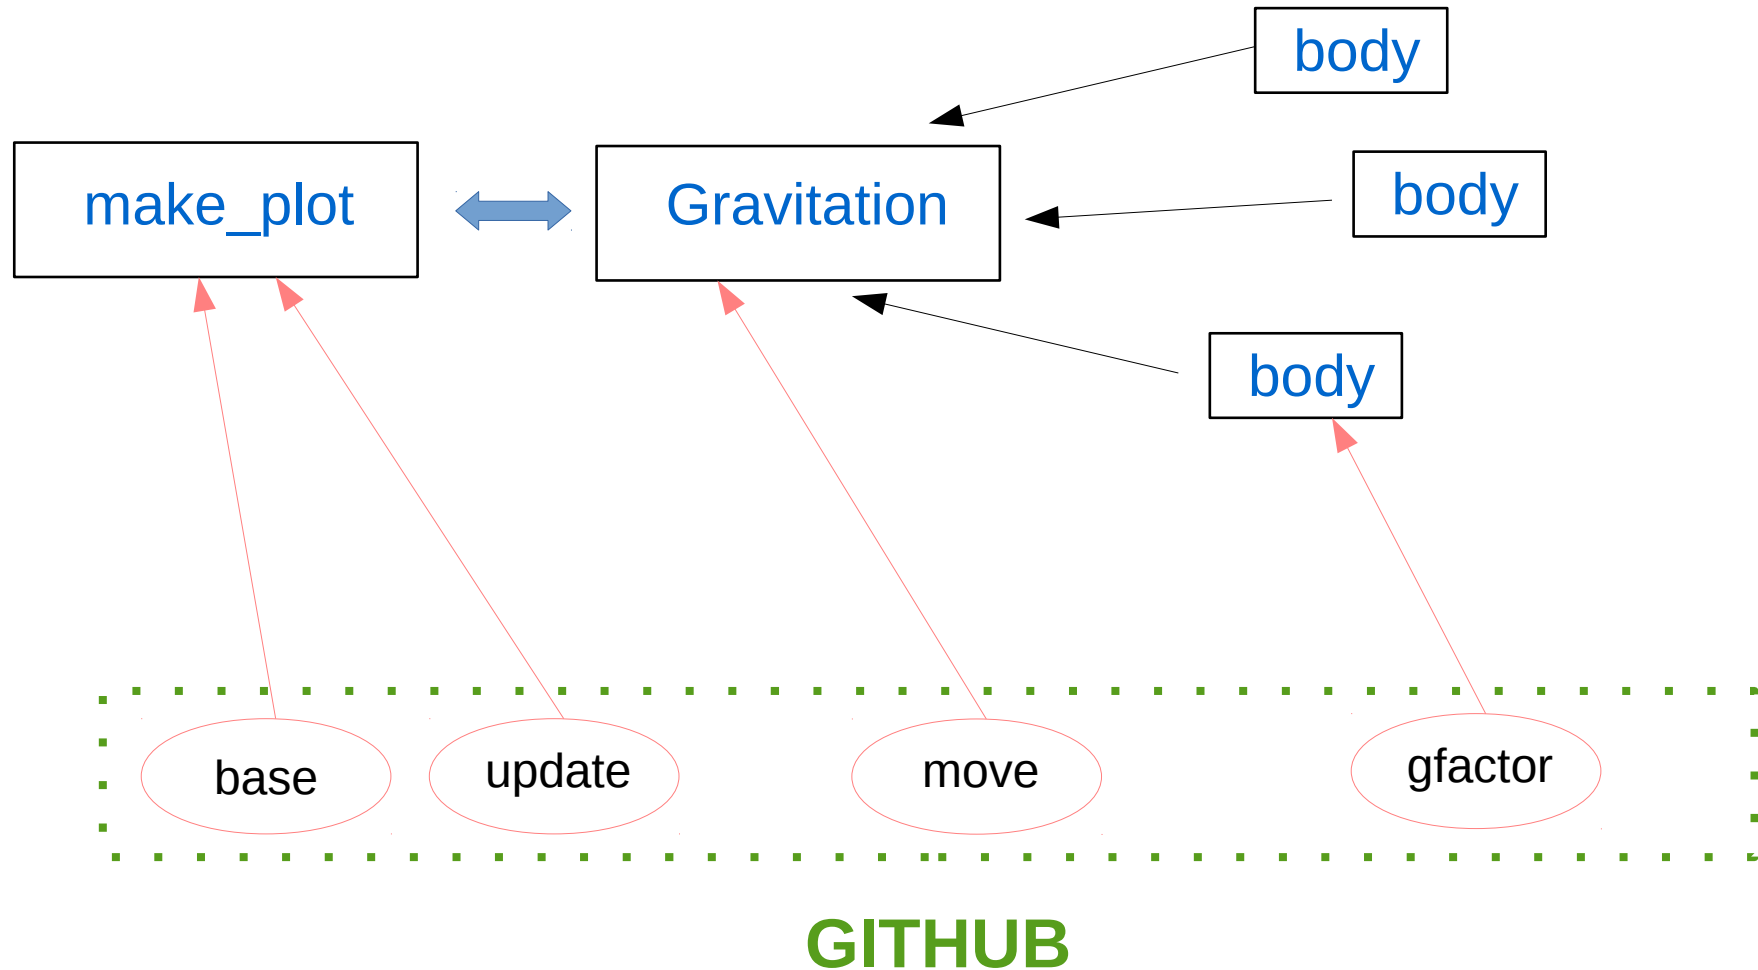 body
make_plot
Gravitation
body
body
base
update
move
gfactor
GITHUB